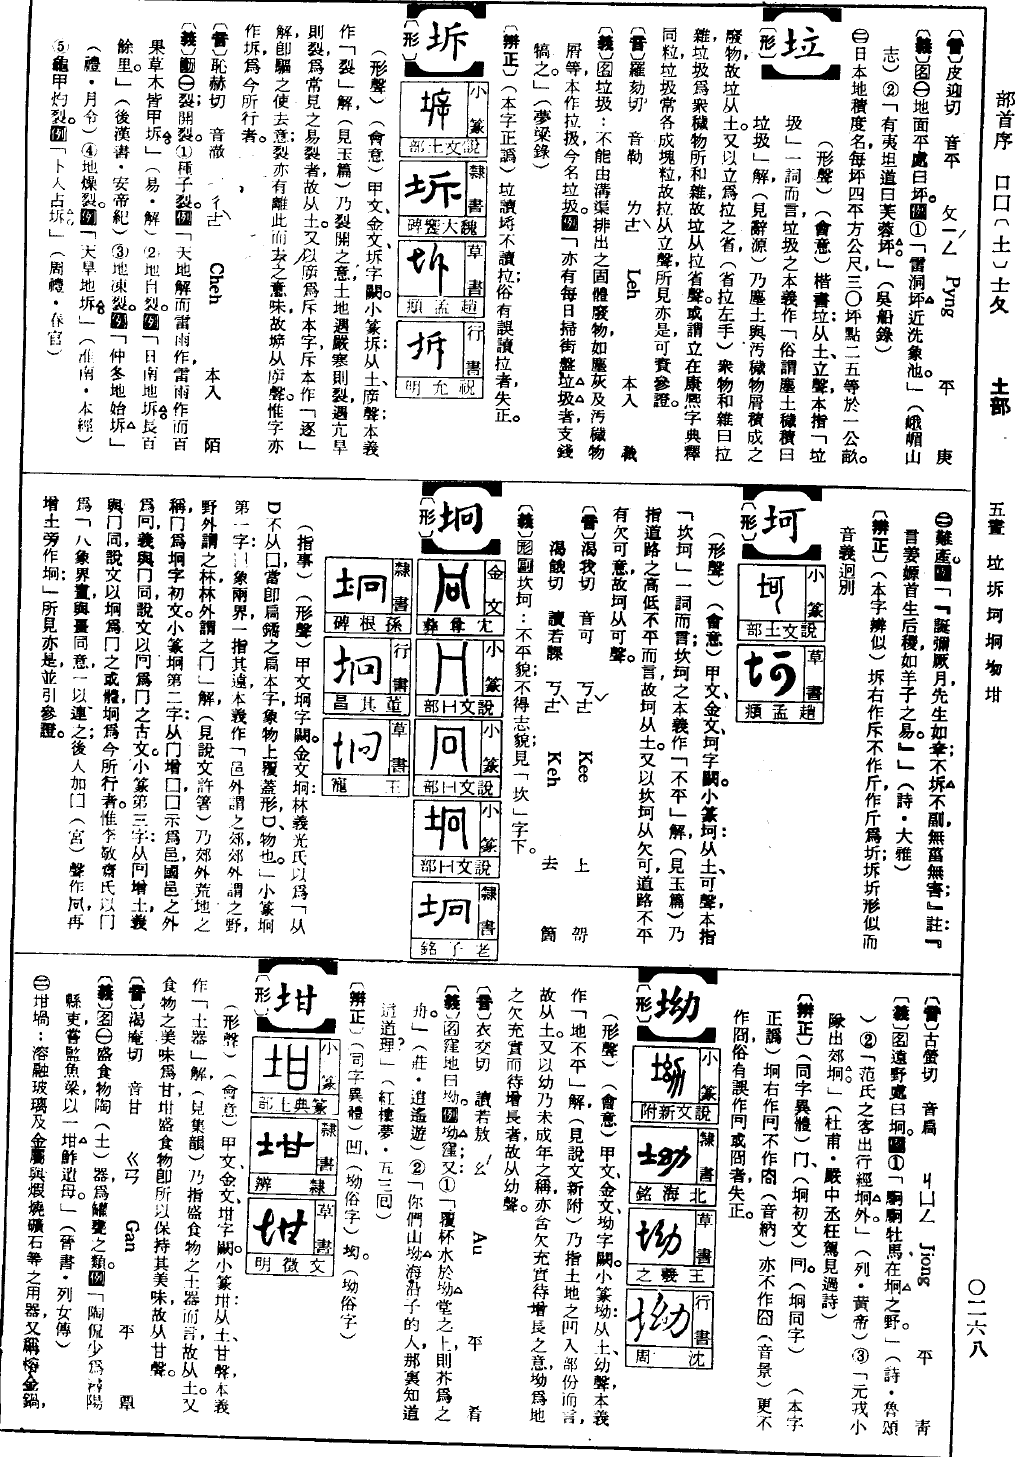 部首序 口囗（土）士夂 土部 五畫 垃坼坷坰坳坩 〇二六八
〔音〕皮迎切 音平 ㄆㄧㄥˊ Pyng 平 庚
〔義〕㊀地面平處曰坪。例①「雷洞坪近洗象池。」（峨嵋山
志）②「有夷坦道曰芙蓉坪。」（吳船錄）
㊁日本地積度名每坪四平方公尺，三〇坪點二五等於一公畝。
垃
〔形〕
（形聲）（會意）楷書垃从土、立聲，本指「垃
圾」一詞而言，垃圾之本義作「俗謂塵土穢積曰
垃圾」解（見辭源）乃塵土與污穢物屑積成之
廢物，故垃从土。又以立爲拉之省，（省拉左手）衆物和雜曰拉
雜，垃圾爲衆穢物所和雜，故垃从拉省聲。或謂立在康熙字典釋
同粒，垃圾常各成塊粒，故拉从立聲，所見亦是，可資參證。
〔音〕羅劾切 音勒 ㄌㄜˋ Leh 本入
〔義〕名垃圾：不能由溝渠排出之固體廢物，如塵灰及汚穢物
屑等，本作拉圾，今名垃圾。例「亦有每日掃街盤垃圾者，支錢
犒之。」（夢梁錄）
〔辨正〕（本字正譌）垃讀埓不讀拉，俗有誤讀拉者，失正。
坼
〔形〕
小篆 說文土部
隸書 魏大饗碑
草書 趙孟頫
行書 祝允明
（形聲）（會意）甲文、金文坼字闕。小篆坼：从土、㡿聲，本義
作「裂」解（見玉篇）乃裂開之意，土地遇嚴寒則裂，遇亢旱
則裂，爲常見之易裂者，故从土。又以㡿爲斥本字，斥本作「逐」
解，卽驅之使去意，裂亦有離此而去之意味，故㙐从㡿聲。惟字亦
作坼，爲今所行者。
〔音〕恥赫切 音㵔 ㄔㄜˋ Cheh 本入 陌
〔義〕動㊀裂開；裂。①種子裂。例「天地解而雷雨作，雷雨作而百
果草木皆甲坼。」（易・解）②地自裂。例「日南地坼，長百
餘里。」（後漢書・安帝紀）③地凍裂。例「仲冬地始坼」
（禮・月令）④地燥裂。例「天旱地坼」（淮南・本經）
⑤龜甲灼裂。例「卜人占坼」（周禮・春官）
㊁難產。例「『誕彌厥月，先生如羍；不坼不副，無菑無害；』註：『
言姜嫄首生后稷，如羊子之易。』」（詩・大雅）
〔辨正〕（本字辨似）坼右作斥不作斤，作斤爲圻；坼圻形似而
音義迥別
坷
〔形〕
小篆 說文土部
草書 趙孟頫
（形聲）（會意）甲文、金文坷字闕。小篆坷：从土、可聲，本指
「坎坷」一詞而言；坎坷之本義作「不平」解（見玉篇）乃
指道路之高低不平而言，故坷从土。又以坎坷从欠可，道路不平
有欠可意，故坷从可聲。
〔音〕渴我切 音可 ㄎㄜˇ Kee 上 哿
渴餓切 讀若課 ㄎㄜˋ Keh 去 箇
〔義〕形副坎坷：不平貌；不得志貌；見「坎」字下。
坰
〔形〕
小篆 說文冂部
小篆 說文冂部
小篆 說文冂部
隸書 老子銘
隸書 孫根碑
行書 董其昌
草書 王寵
（指事）（形聲）甲文坰字闕。金文坰：林義光氏以爲「从
口不从囗，當卽扃鐍之扃本字，象物上覆蓋形，口、物也。」小篆坰
第一字：冂象兩界，一指其遠，本義作「邑外謂之郊，郊外謂之野，
野外謂之林，林外謂之冂」解（見說文許箸）乃郊外荒地之
稱，冂爲坰字初文。小篆坰第二字从冂增囗，囗示爲邑國，邑之外
爲冋，義與冂同，說文以冋爲冂之古文。小篆第三字：从冋增土，義
與冂同，說文以坰爲冂之或體，坰爲今所行者。惟李敬齋氏以冂
爲「八象界畫，與畺同意，一以連之，後人加囗（宮）聲作冋，再
增土旁作坰」所見亦是，並引參證。
〔音〕古螢切 音扃 ㄐㄩㄥ Jiong 平 青
〔義〕名遠野處曰坰。例①「駉駉牡馬，在坰之野。」（詩・魯頌
）②「范氏之客，出行經坰外」（列・黃帝）③「元戎小
隊出郊坰。」（杜甫・嚴中丞枉駕見過詩）
〔辨正〕（同字異體）冂、（坰初文）冋。（坰同字） （本字
正譌）坰右作冋不作㕯（音納）亦不作囧（音景）更不
作冏，俗有誤作冋或冏者，失正。
坳
〔形〕
小篆 說文新附
隸書 北海銘
草書 王羲之
行書 沈周
（形聲）（會意）甲文、金文坳字闕。小篆坳：从土、幼聲，本義
作「地不平」解（見說文新附）乃指土地之凹入部份而言，
故从土。又以幼乃未成年之稱，亦含欠充實待增長之意，坳爲地
之欠充實而待增長者，故从幼聲。
〔音〕衣交切 讀若敖 ㄠˋ Au 平 肴
〔義〕名窪地曰坳。例坳窪。又：①「覆杯水於坳堂之上，則芥爲之
舟。」（莊・逍遙遊）②「你們山坳海沿子的人，那裏知道
這道理？」（紅樓夢・五三回）
〔辨正〕（同字異體）凹、（坳俗字）㘭。（坳俗字）
坩
〔形〕
小篆 篆典土部
隸書 隸辨
草書 文徵明
（形聲）（會意）甲文、金文坩字闕。小篆坩从土、甘聲，本義
作「土器」解（見集韻）乃指盛食物之土器而言，故从土。又
食物之美味爲甘，坩盛食物卽所以保持其美味，故从甘聲。
〔音〕渴庵切 音甘 ㄍㄢ Gan 平 覃
〔義〕名㊀盛食物陶（土）器，爲罐甕之類。例「陶侃少爲潯陽
縣吏，嘗監魚梁，以一坩鮓遺母。」（晉書・列女傳）
㊁坩堝：溶融玻璃及金屬與煆燒礦石等之用器，又稱熔金鍋，